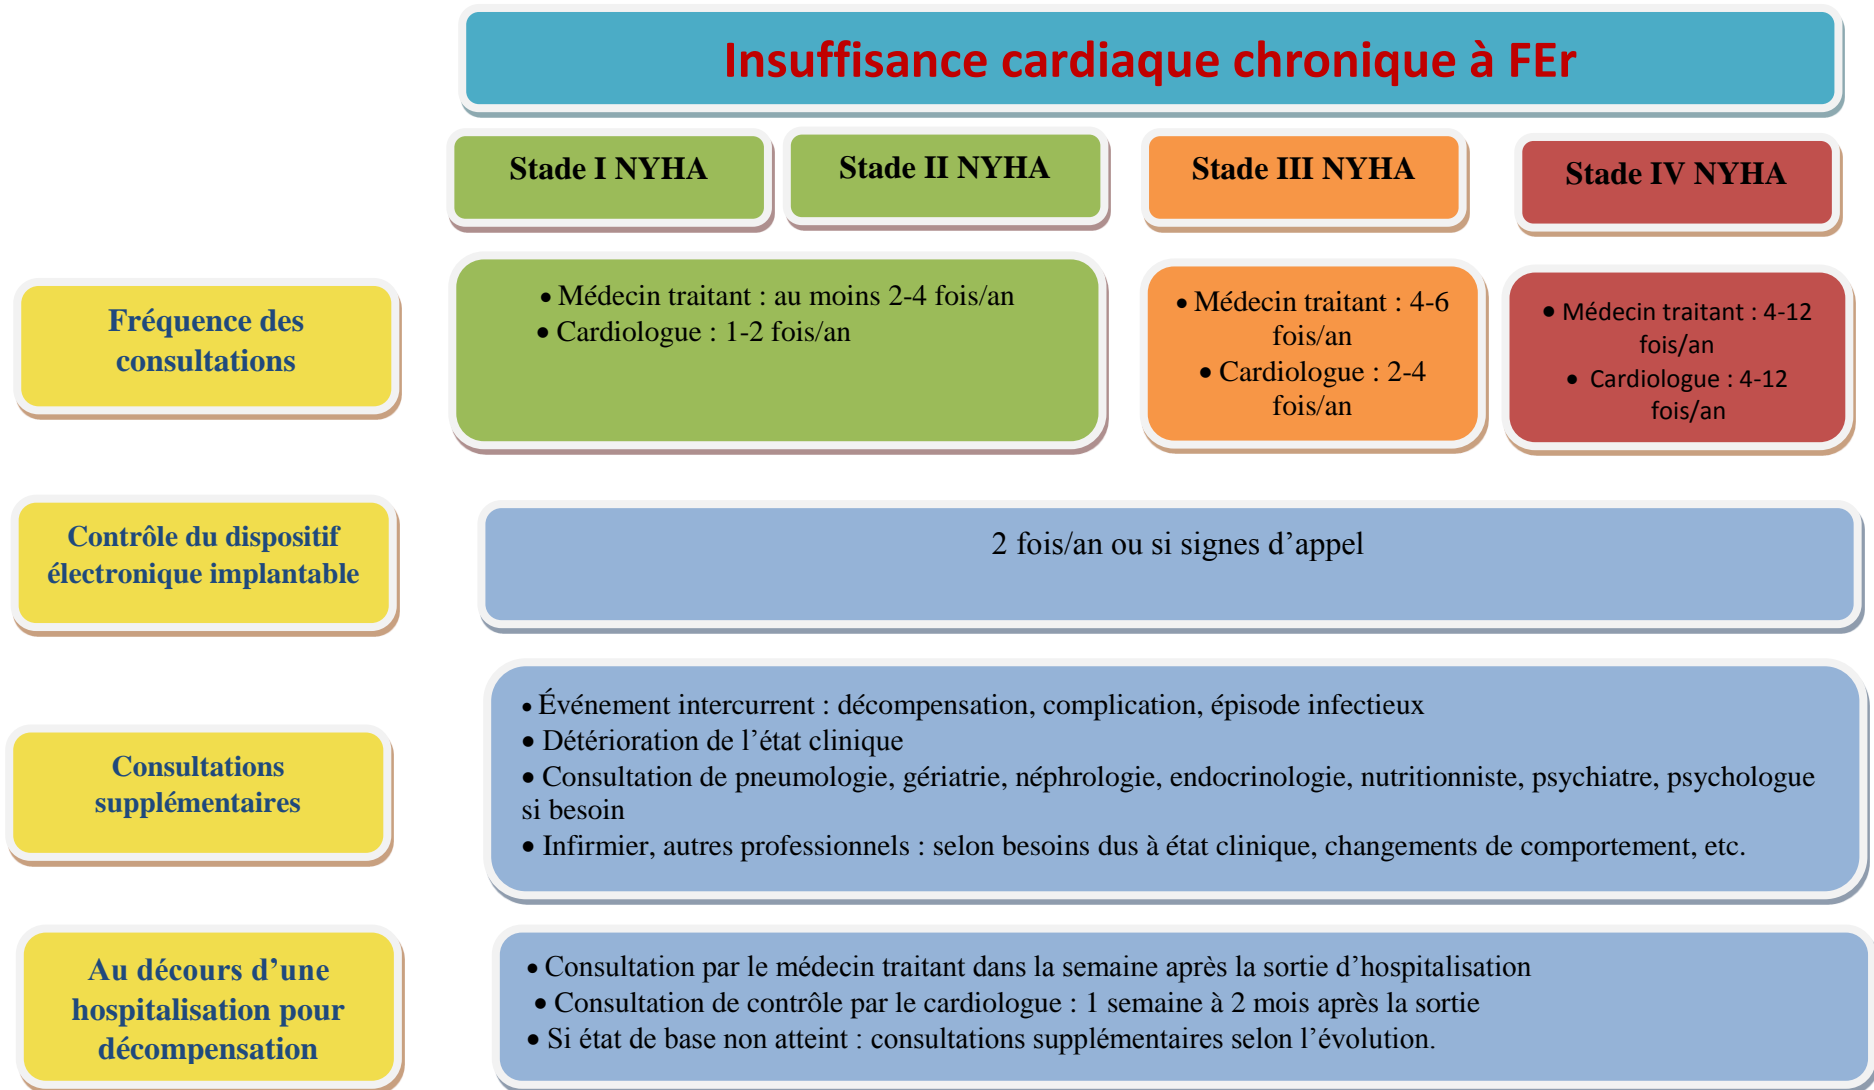 Insuffisance cardiaque chronique à FEr
Stade I NYHA
Stade II NYHA
Stade III NYHA
Stade IV NYHA
Fréquence des
consultations
• Médecin traitant : au moins 2-4 fois/an
• Cardiologue : 1-2 fois/an
• Médecin traitant : 4-6
fois/an
• Cardiologue : 2-4
fois/an
• Médecin traitant : 4-12
fois/an
• Cardiologue : 4-12
fois/an
Contrôle du dispositif
électronique implantable
2 fois/an ou si signes d’appel
Consultations
supplémentaires
• Événement intercurrent : décompensation, complication, épisode infectieux
• Détérioration de l’état clinique
• Consultation de pneumologie, gériatrie, néphrologie, endocrinologie, nutritionniste, psychiatre, psychologue
si besoin
• Infirmier, autres professionnels : selon besoins dus à état clinique, changements de comportement, etc.
Au décours d’une
hospitalisation pour
décompensation
• Consultation par le médecin traitant dans la semaine après la sortie d’hospitalisation
• Consultation de contrôle par le cardiologue : 1 semaine à 2 mois après la sortie
• Si état de base non atteint : consultations supplémentaires selon l’évolution.